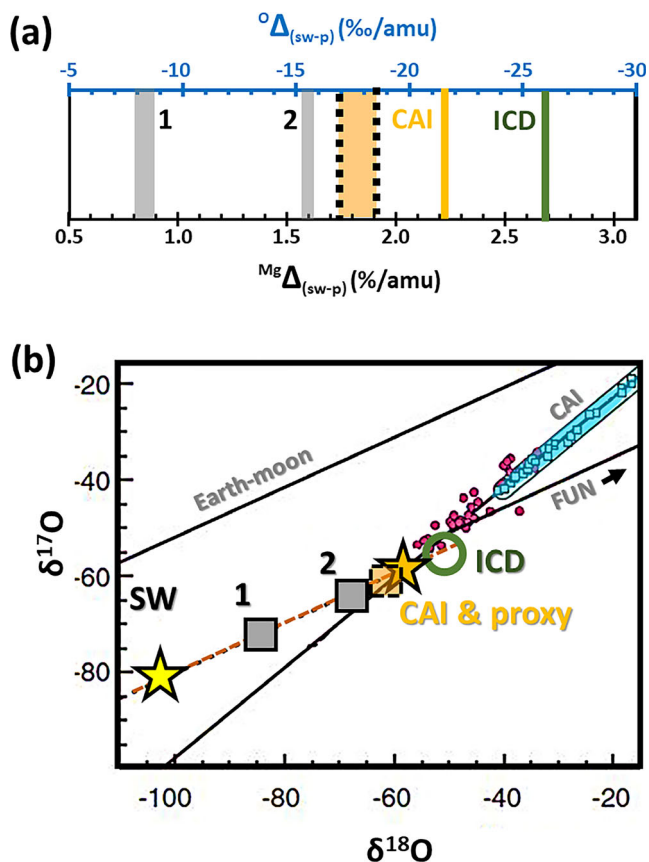 (a)
ᴼΔ(sw-p)(‰/amu)
-5 -10 -15 -20 -25 -30
1 2 CAI ICD
0.5 1.0 1.5 2.0 2.5 3.0
ᴹᵍΔ(sw-p)(%/amu)
(b)
-20
CAI
Earth-moon
-40
FUN
δ¹⁷O
2
ICD
SW
-60
1
CAI & proxy
-80
-100 -80 -60 -40 -20
δ¹⁸O